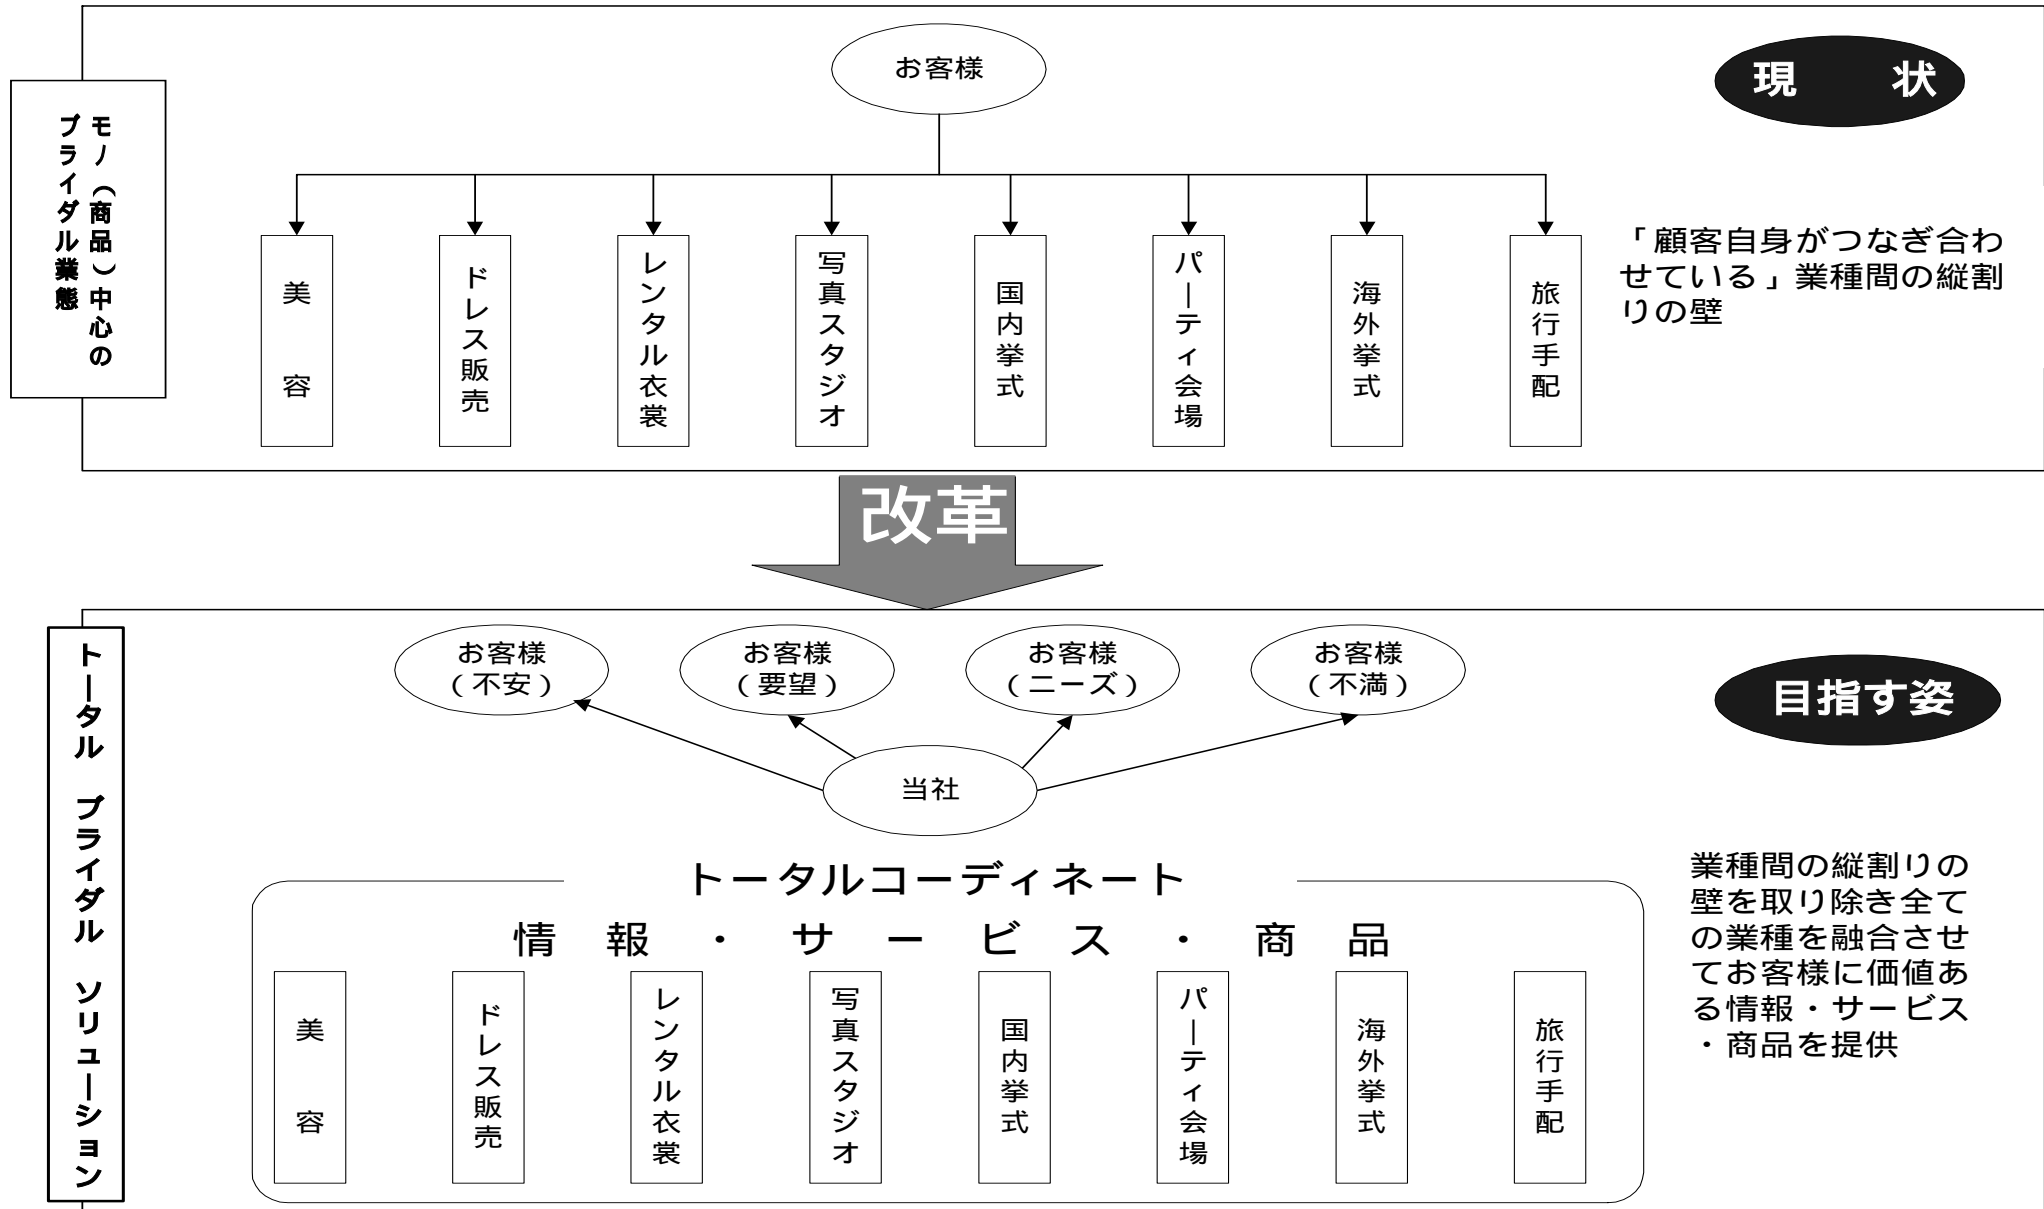 お客様
現　状
モノ（商品）中心の
ブライダル業態
美　容
ドレス販売
レンタル衣裳
写真スタジオ
国内挙式
パーティ会場
海外挙式
旅行手配
「顧客自身がつなぎ合わ
せている」業種間の縦割
りの壁
改革
トータル　ブライダル　ソリューション
お客様
（不安）
お客様
（要望）
お客様
（ニーズ）
お客様
（不満）
目指す姿
当社
トータルコーディネート
情報・サービス・商品
美　容
ドレス販売
レンタル衣裳
写真スタジオ
国内挙式
パーティ会場
海外挙式
旅行手配
業種間の縦割りの
壁を取り除き全て
の業種を融合させ
てお客様に価値あ
る情報・サービス
・商品を提供